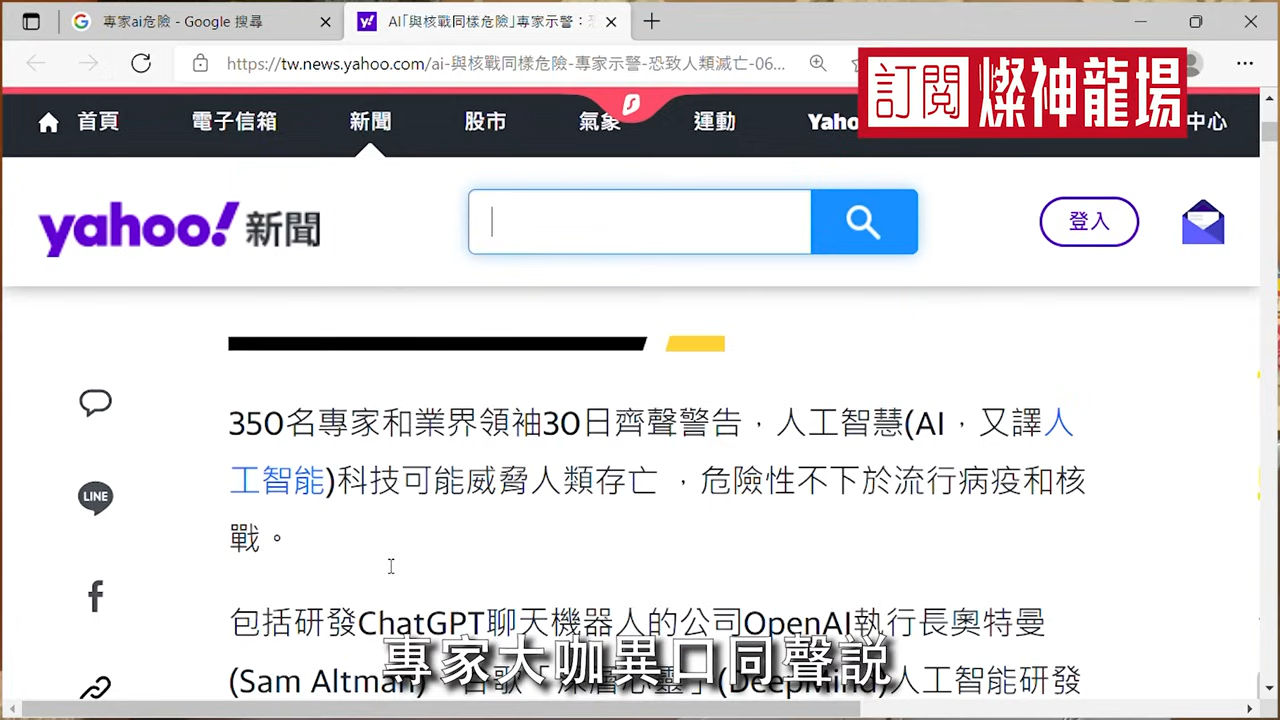 專家ai危險 - Google 搜尋
AI「與核戰同樣危險」專家示警：
https://tw.news.yahoo.com/ai-與核戰同樣危險-專家示警-恐致人類滅亡-06...
訂閱燦神龍場
首頁 電子信箱 新聞 股市 氣象 運動 Yaho 中心
yahoo!新聞
登入
350名專家和業界領袖30日齊聲警告，人工智慧(AI，又譯人
工智能)科技可能威脅人類存亡 ，危險性不下於流行病疫和核
LINE
戰。
包括研發ChatGPT聊天機器人的公司OpenAI執行長奧特曼
專家大咖異口同聲説
(Sam Altman) (DeepMind)人工智能研發